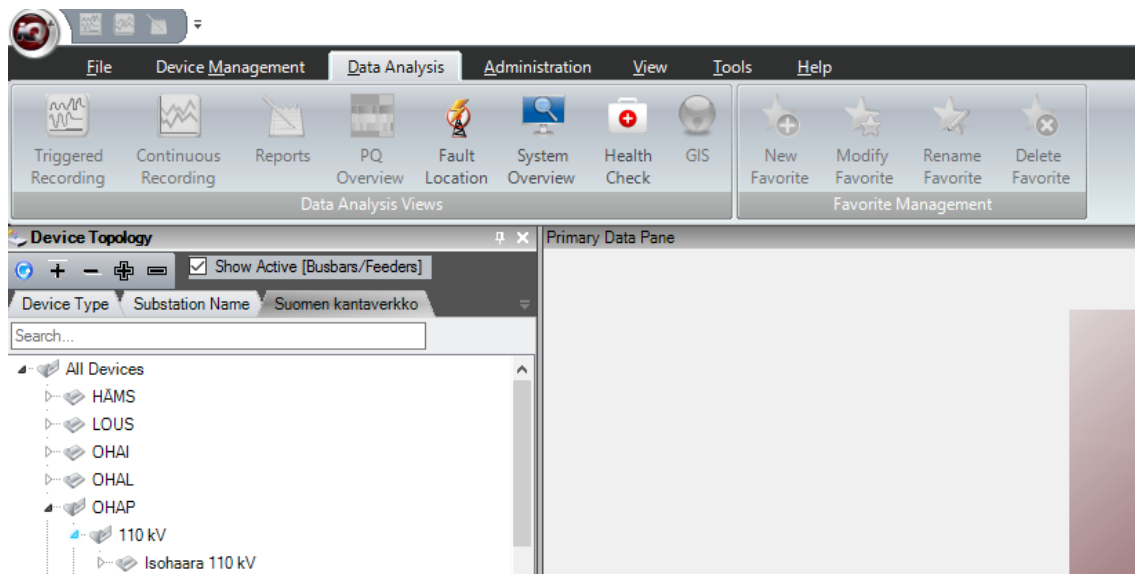 iQ+
File Device Management Data Analysis Administration View Tools Help
Triggered Recording
Continuous Recording
Reports
PQ Overview
Fault Location
System Overview
Health Check
GIS
New Favorite
Modify Favorite
Rename Favorite
Delete Favorite
Data Analysis Views
Favorite Management
Device Topology
Primary Data Pane
Show Active [Busbars/Feeders]
Device Type Substation Name Suomen kantaverkko
Search...
All Devices
HÄMS
LOUS
OHAI
OHAL
OHAP
110 kV
Isohaara 110 kV